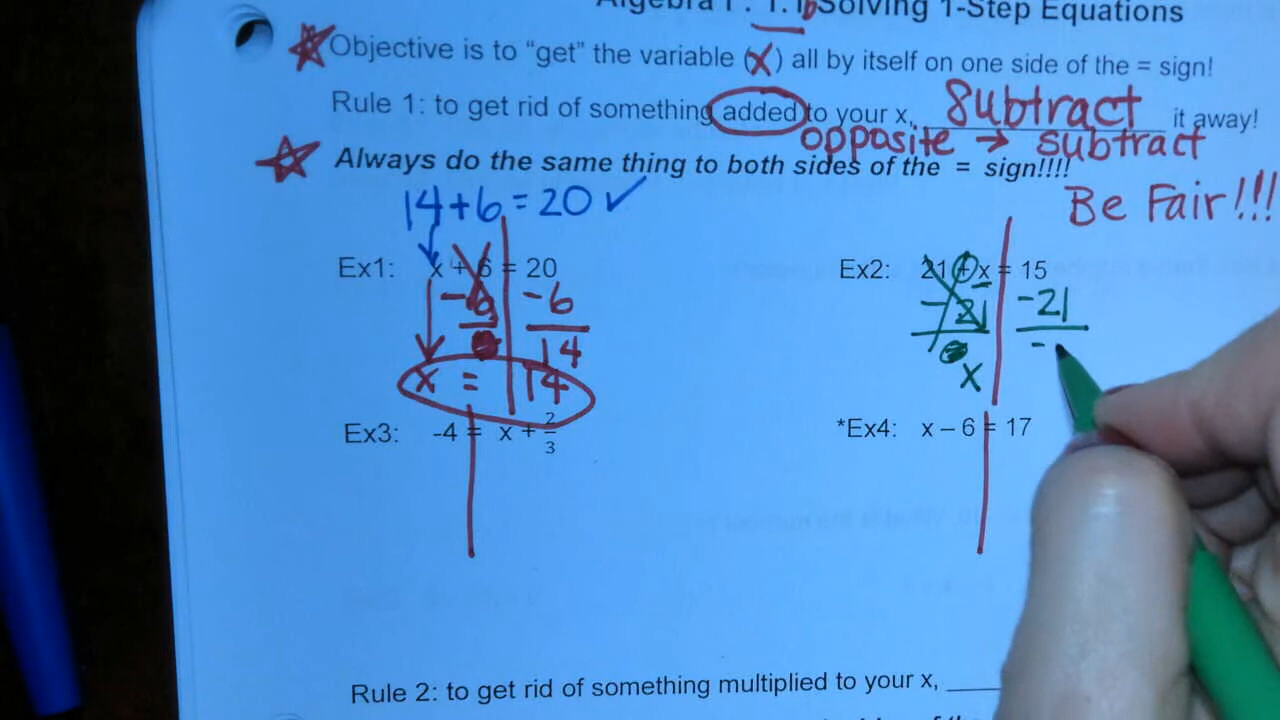 Algebra I : 1.1b Solving 1-Step Equations
Objective is to “get” the variable (x) all by itself on one side of the = sign!
Rule 1: to get rid of something added to your x, subtract it away!
opposite → subtract
Always do the same thing to both sides of the = sign!!!!
Be Fair!!!
14+6=20 ✓
Ex1: x + 6 = 20
-6 -6
14
x = 14
Ex2: 21 + x = 15
-21 -21
x -
Ex3: -4 = x + 2/3
*Ex4: x – 6 = 17
Rule 2: to get rid of something multiplied to your x,